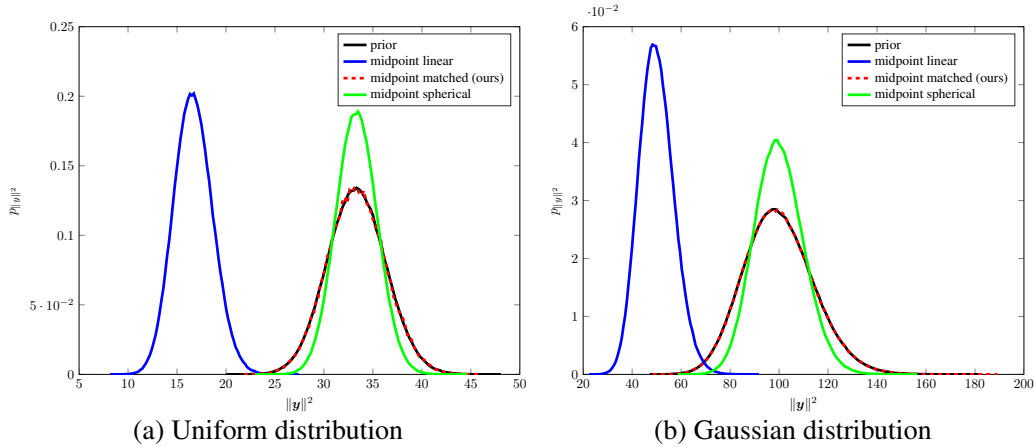 0.25
0.2
0.15
0.1
5 · 10⁻²
0
5 10 15 20 25 30 35 40 45 50
p‖y‖²
‖y‖²
prior
midpoint linear
midpoint matched (ours)
midpoint spherical
(a) Uniform distribution
·10⁻²
6
5
4
3
2
1
0
20 40 60 80 100 120 140 160 180 200
p‖y‖²
‖y‖²
prior
midpoint linear
midpoint matched (ours)
midpoint spherical
(b) Gaussian distribution